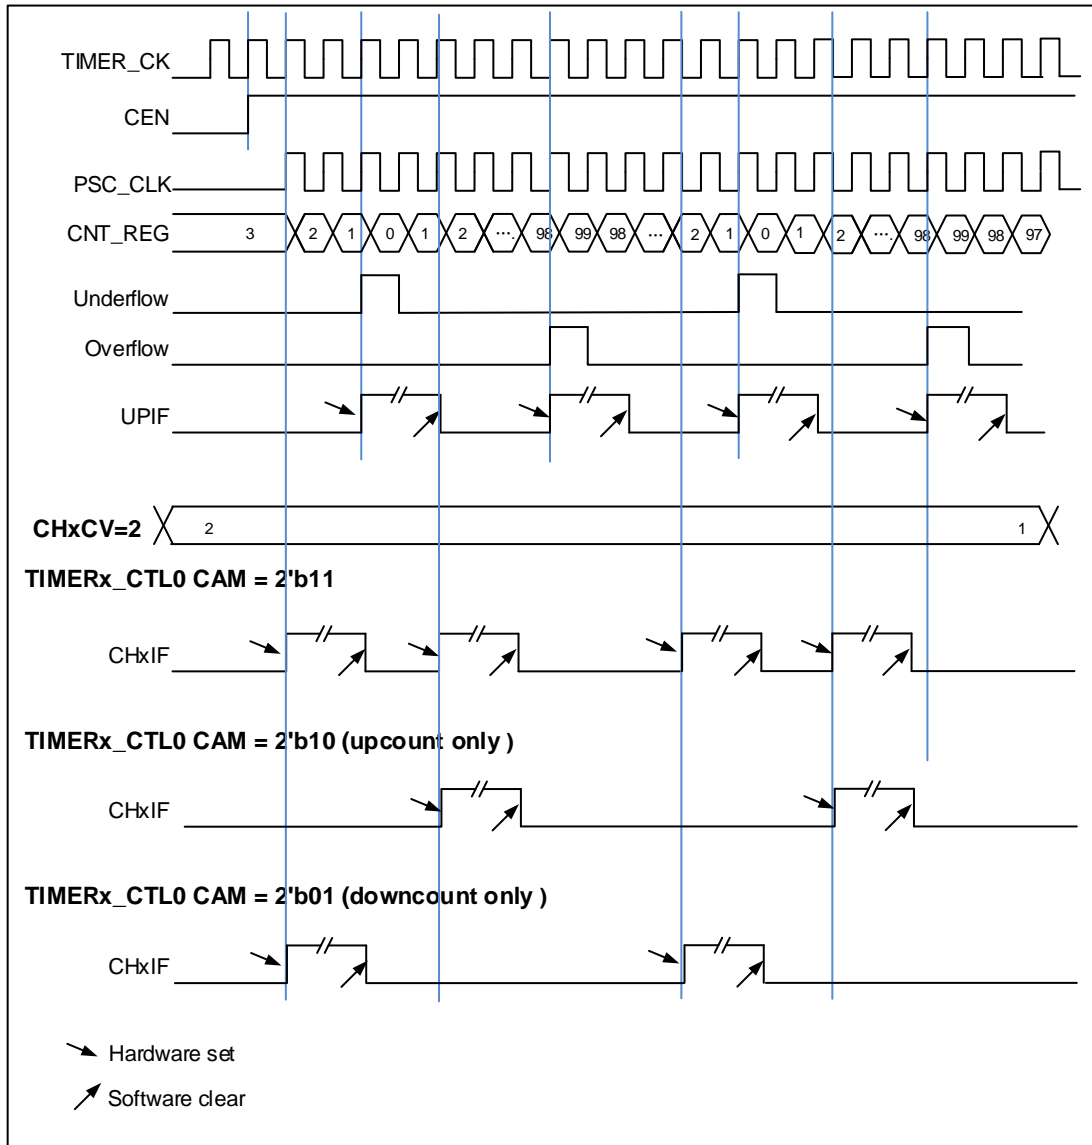 TIMER_CK
CEN
PSC_CLK
CNT_REG 3 2 1 0 1 2 .... 98 99 98 ... 2 1 0 1 2 .... 98 99 98 97
Underflow
Overflow
UPIF
CHxCV=2 2 1
TIMERx_CTL0 CAM = 2'b11
CHxIF
TIMERx_CTL0 CAM = 2'b10 (upcount only )
CHxIF
TIMERx_CTL0 CAM = 2'b01 (downcount only )
CHxIF
Hardware set
Software clear